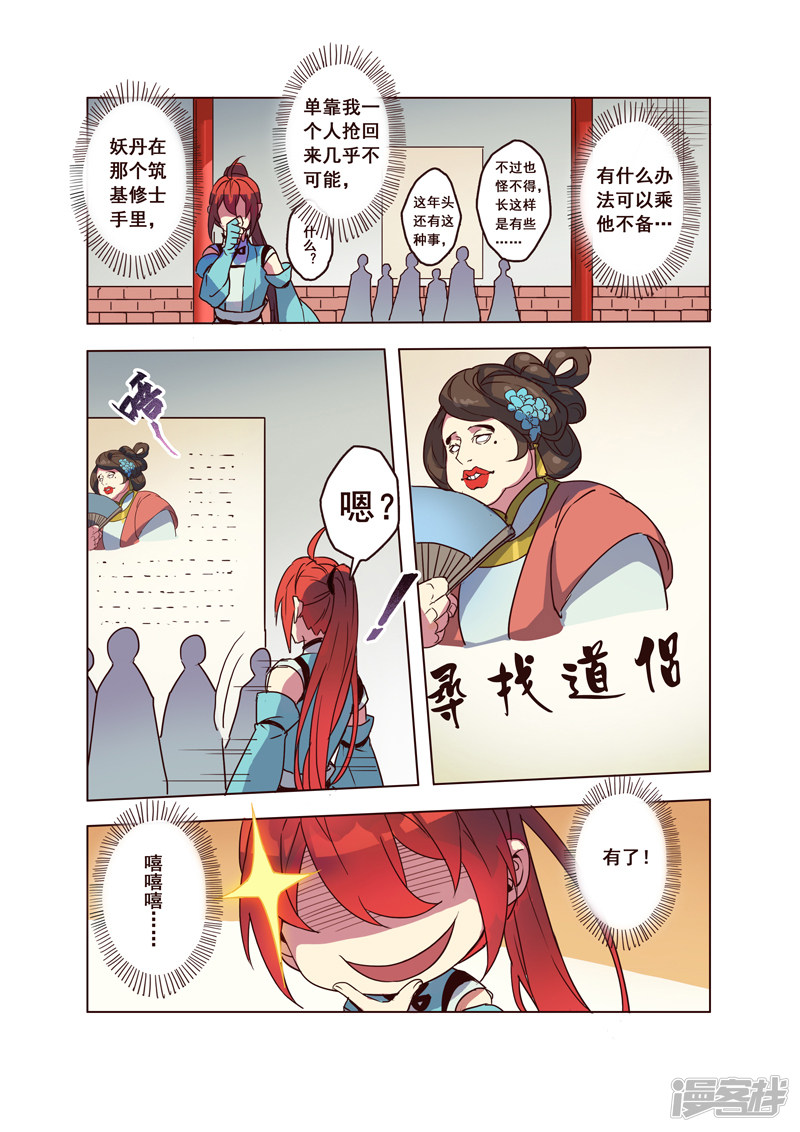 妖丹在
那个筑
基修士
手里，
单靠我一
个人抢回
来几乎不
可能，
什么？
这年头
还有这
种事，
不过也
怪不得，
长这样
是有些
……
有什么办
法可以乘
他不备…
唔
嗯？
！
尋找道侣
嘻嘻嘻……
有了！
漫客栈